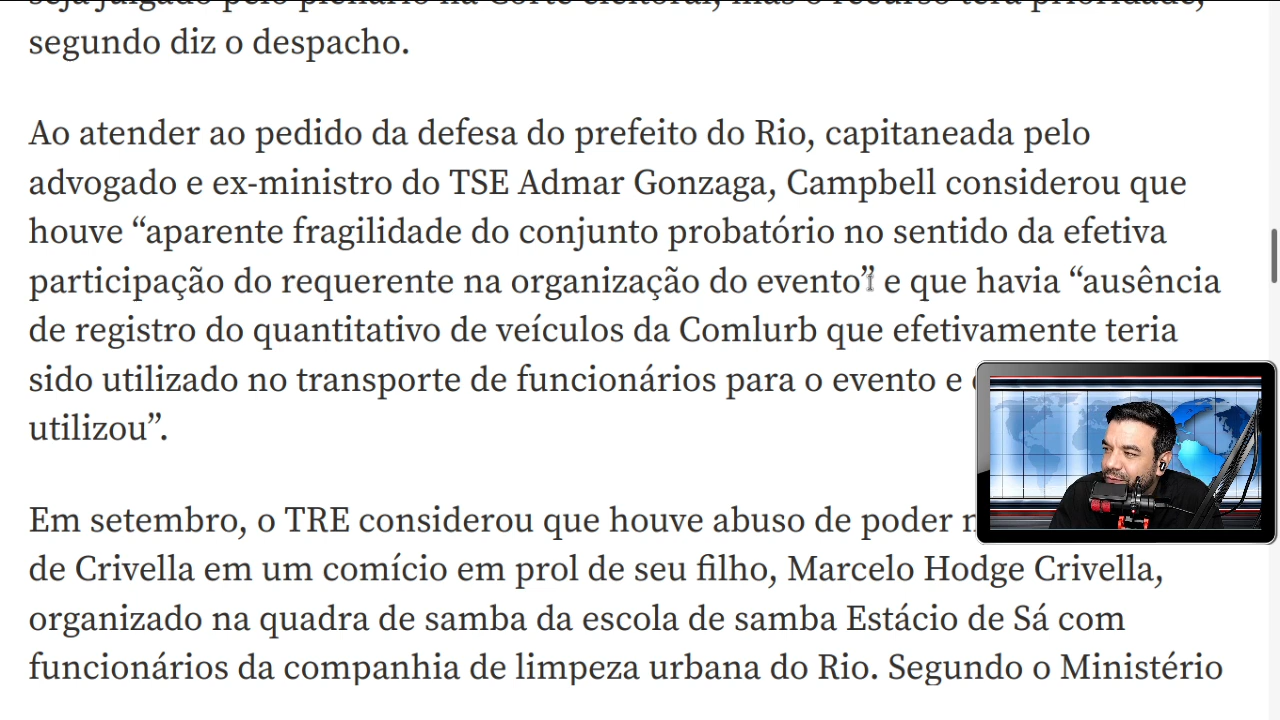 seja julgado pelo plenário na Corte eleitoral, mas o recurso terá prioridade,
segundo diz o despacho.
Ao atender ao pedido da defesa do prefeito do Rio, capitaneada pelo
advogado e ex-ministro do TSE Admar Gonzaga, Campbell considerou que
houve “aparente fragilidade do conjunto probatório no sentido da efetiva
participação do requerente na organização do evento” e que havia “ausência
de registro do quantitativo de veículos da Comlurb que efetivamente teria
sido utilizado no transporte de funcionários para o evento e
utilizou”.
Em setembro, o TRE considerou que houve abuso de poder
de Crivella em um comício em prol de seu filho, Marcelo Hodge Crivella,
organizado na quadra de samba da escola de samba Estácio de Sá com
funcionários da companhia de limpeza urbana do Rio. Segundo o Ministério